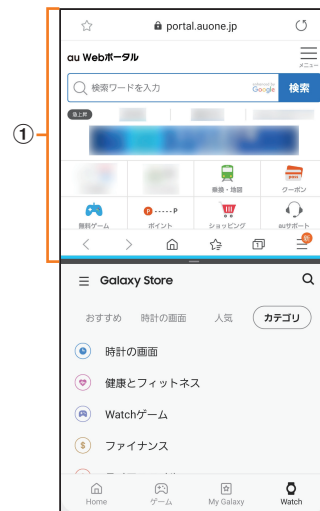 ①
portal.auone.jp
au Webポータル
メニュー
検索ワードを入力
Google
検索
急上昇
乗換・地図
クーポン
無料ゲーム
ポイント
ショッピング
auサポート
Galaxy Store
おすすめ 時計の画面 人気 カテゴリ
時計の画面
健康とフィットネス
Watchゲーム
ファイナンス
Home ゲーム My Galaxy Watch